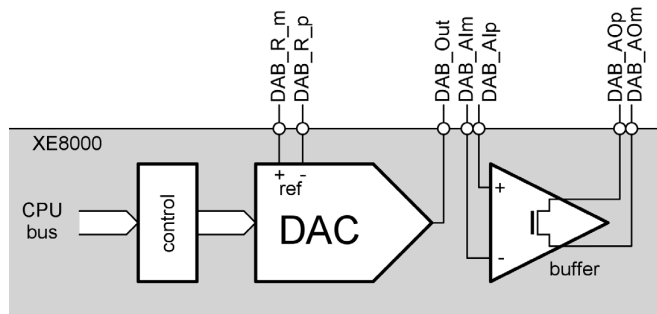 DAB_R_m
DAB_R_p
DAB_Out
DAB_AIm
DAB_AIp
DAB_AOp
DAB_AOm
XE8000
+ -
ref
CPU
bus
control
DAC
+
-
buffer